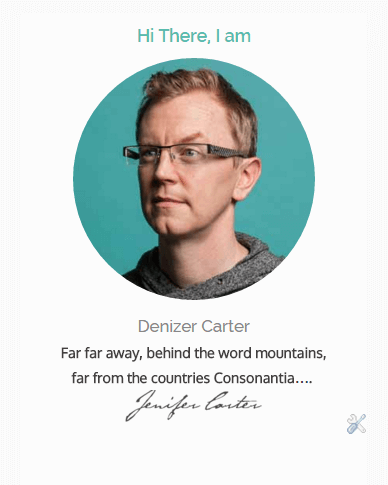 Hi There, I am
Denizer Carter
Far far away, behind the word mountains,
far from the countries Consonantia….
Jenifer Carter